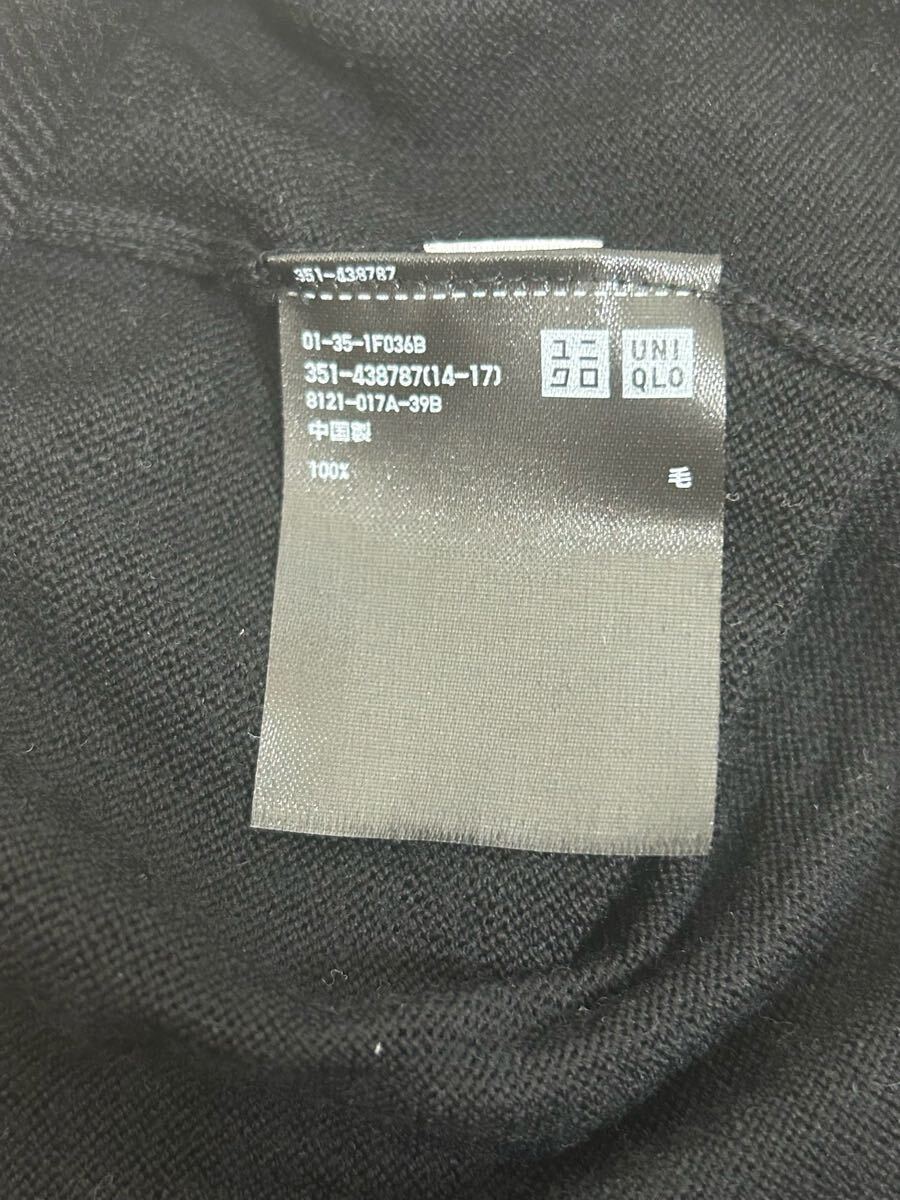 351-438787
01-35-1F036B
351-438787(14-17)
8121-017A-39B
中国製
100% 毛
ユニ
クロ
UNI
QLO